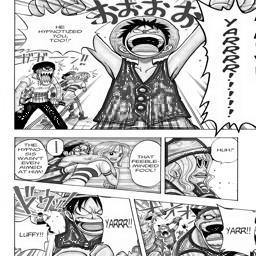 YARRR!!!!!
おおおお
HE
HYPNOTIZED
YOU,
TOO!?
HUH?
THAT
FEEBLE-
MINDED
FOOL!
!
THE
HYPNO-
SIS
WASN'T
EVEN
AIMED
AT HIM!
YARR!!
YARR!!
LUFFY!!